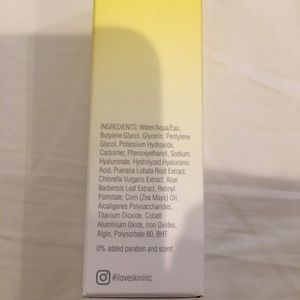 INGREDIENTS: Water/Aqua/Eau,
Butylene Glycol, Glycerin, Pentylene
Glycol, Potassium Hydroxide,
Carbomer, Phenoxyethanol, Sodium
Hyaluronate, Hydrolyzed Hyaluronic
Acid, Pueraria Lobata Root Extract,
Chlorella Vulgaris Extract, Aloe
Barbensis Leaf Extract, Retinyl
Palmitate, Corn (Zea Mays) Oil,
Alcaligenes Polysaccharides,
Titanium Dioxide, Cobalt
Aluminium Oxide, Iron Oxides,
Algin, Polysorbate 80, BHT
0% added paraben and scent
#iloveskininc